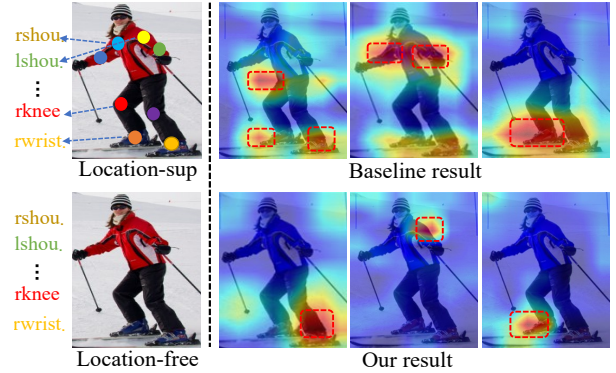 rshou.
lshou.
⋮
rknee
rwrist.
Location-sup
Baseline result
rshou.
lshou.
⋮
rknee
rwrist.
Location-free
Our result